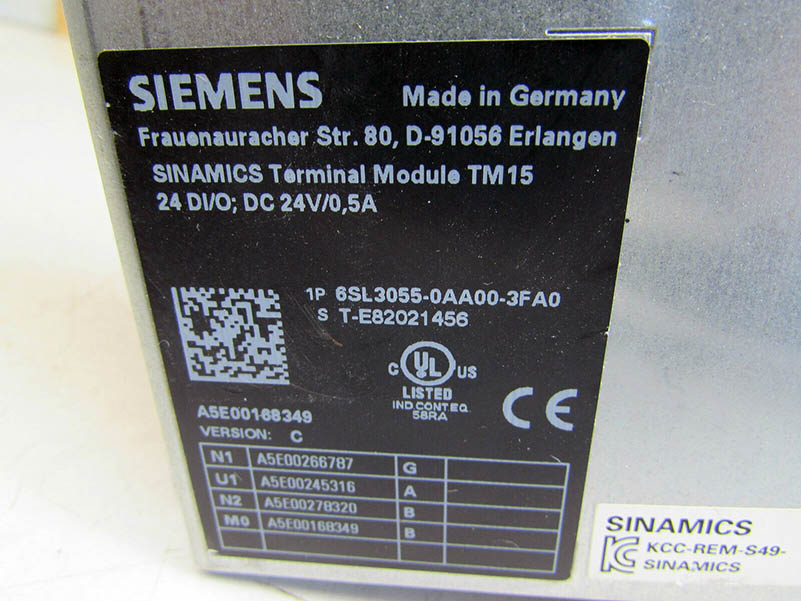 SIEMENS Made in Germany
Frauenauracher Str. 80, D-91056 Erlangen
SINAMICS Terminal Module TM15
24 DI/O; DC 24V/0,5A
1P 6SL3055-0AA00-3FA0
S T-E82021456
C UL US
LISTED
IND.CONT.EQ
58RA
CE
A5E00168349
VERSION: C
N1 A5E00266787 G
U1 A5E00245316 A
N2 A5E00278320 B
M0 A5E00168349 B
SINAMICS
KCC-REM-S49-
SINAMICS